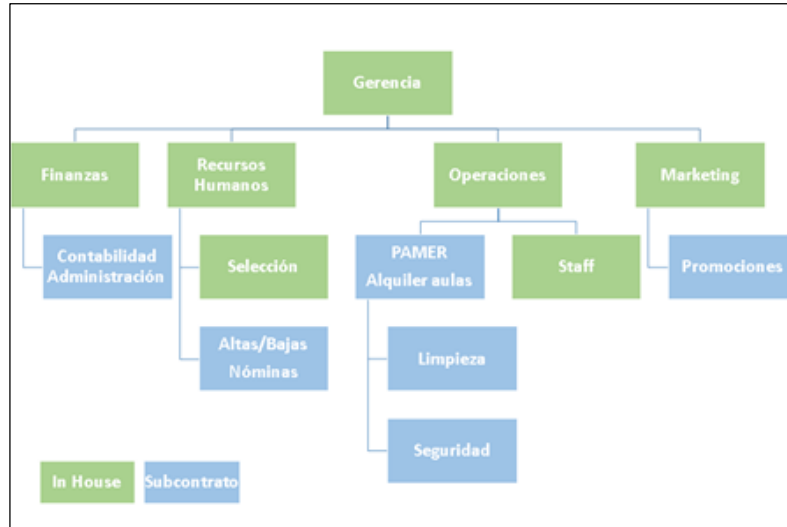 Gerencia
Finanzas
Recursos
Humanos
Operaciones
Marketing
Contabilidad
Administración
Selección
PAMER
Alquiler aulas
Staff
Promociones
Altas/Bajas
Nóminas
Limpieza
Seguridad
In House
Subcontrato